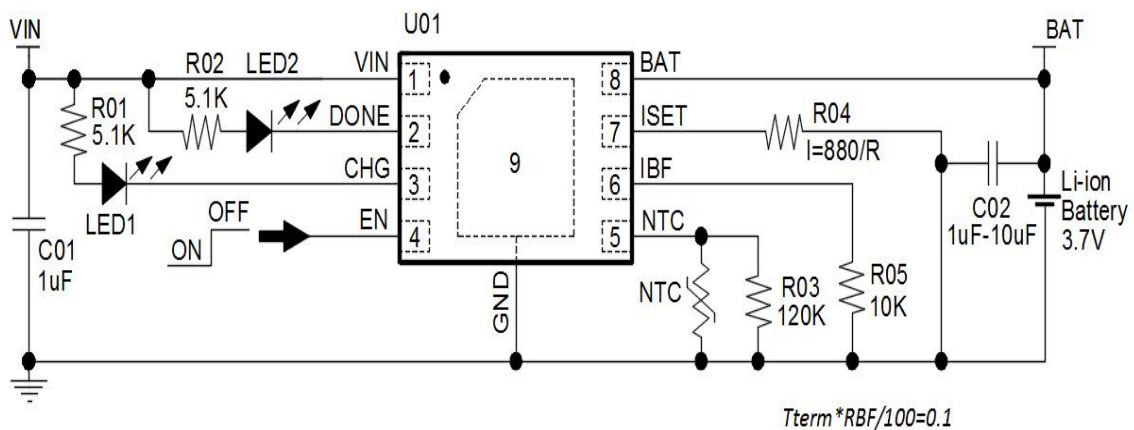 U01
VIN
BAT
R02 LED2
VIN
1
8
BAT
R01
5.1K
5.1K
DONE
2
7
ISET
R04
I=880/R
CHG
3
9
6
IBF
LED1
OFF
ON
EN
4
5
NTC
C02
1uF-10uF
Li-ion
Battery
3.7V
C01
1uF
GND
NTC
R03
120K
R05
10K
Tterm*RBF/100=0.1